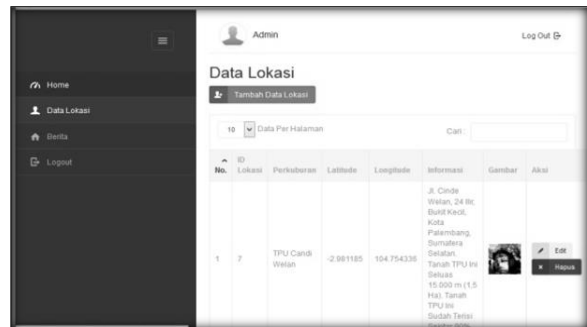 Admin
Log Out
Home
Data Lokasi
Berita
Logout
Data Lokasi
Tambah Data Lokasi
10 Data Per Halaman
Cari :
No. ID Lokasi Perkuburan Latitude Longitude Informasi Gambar Aksi
1 7 TPU Candi Welan -2.981185 104.754336
Jl. Cinde
Welan, 24 Ilir,
Bukit Kecil,
Kota
Palembang,
Sumatera
Selatan.
Tanah TPU Ini
Seluas
15.000 m (1,5
Ha). Tanah
TPU Ini
Sudah Terisi
Edit
Hapus